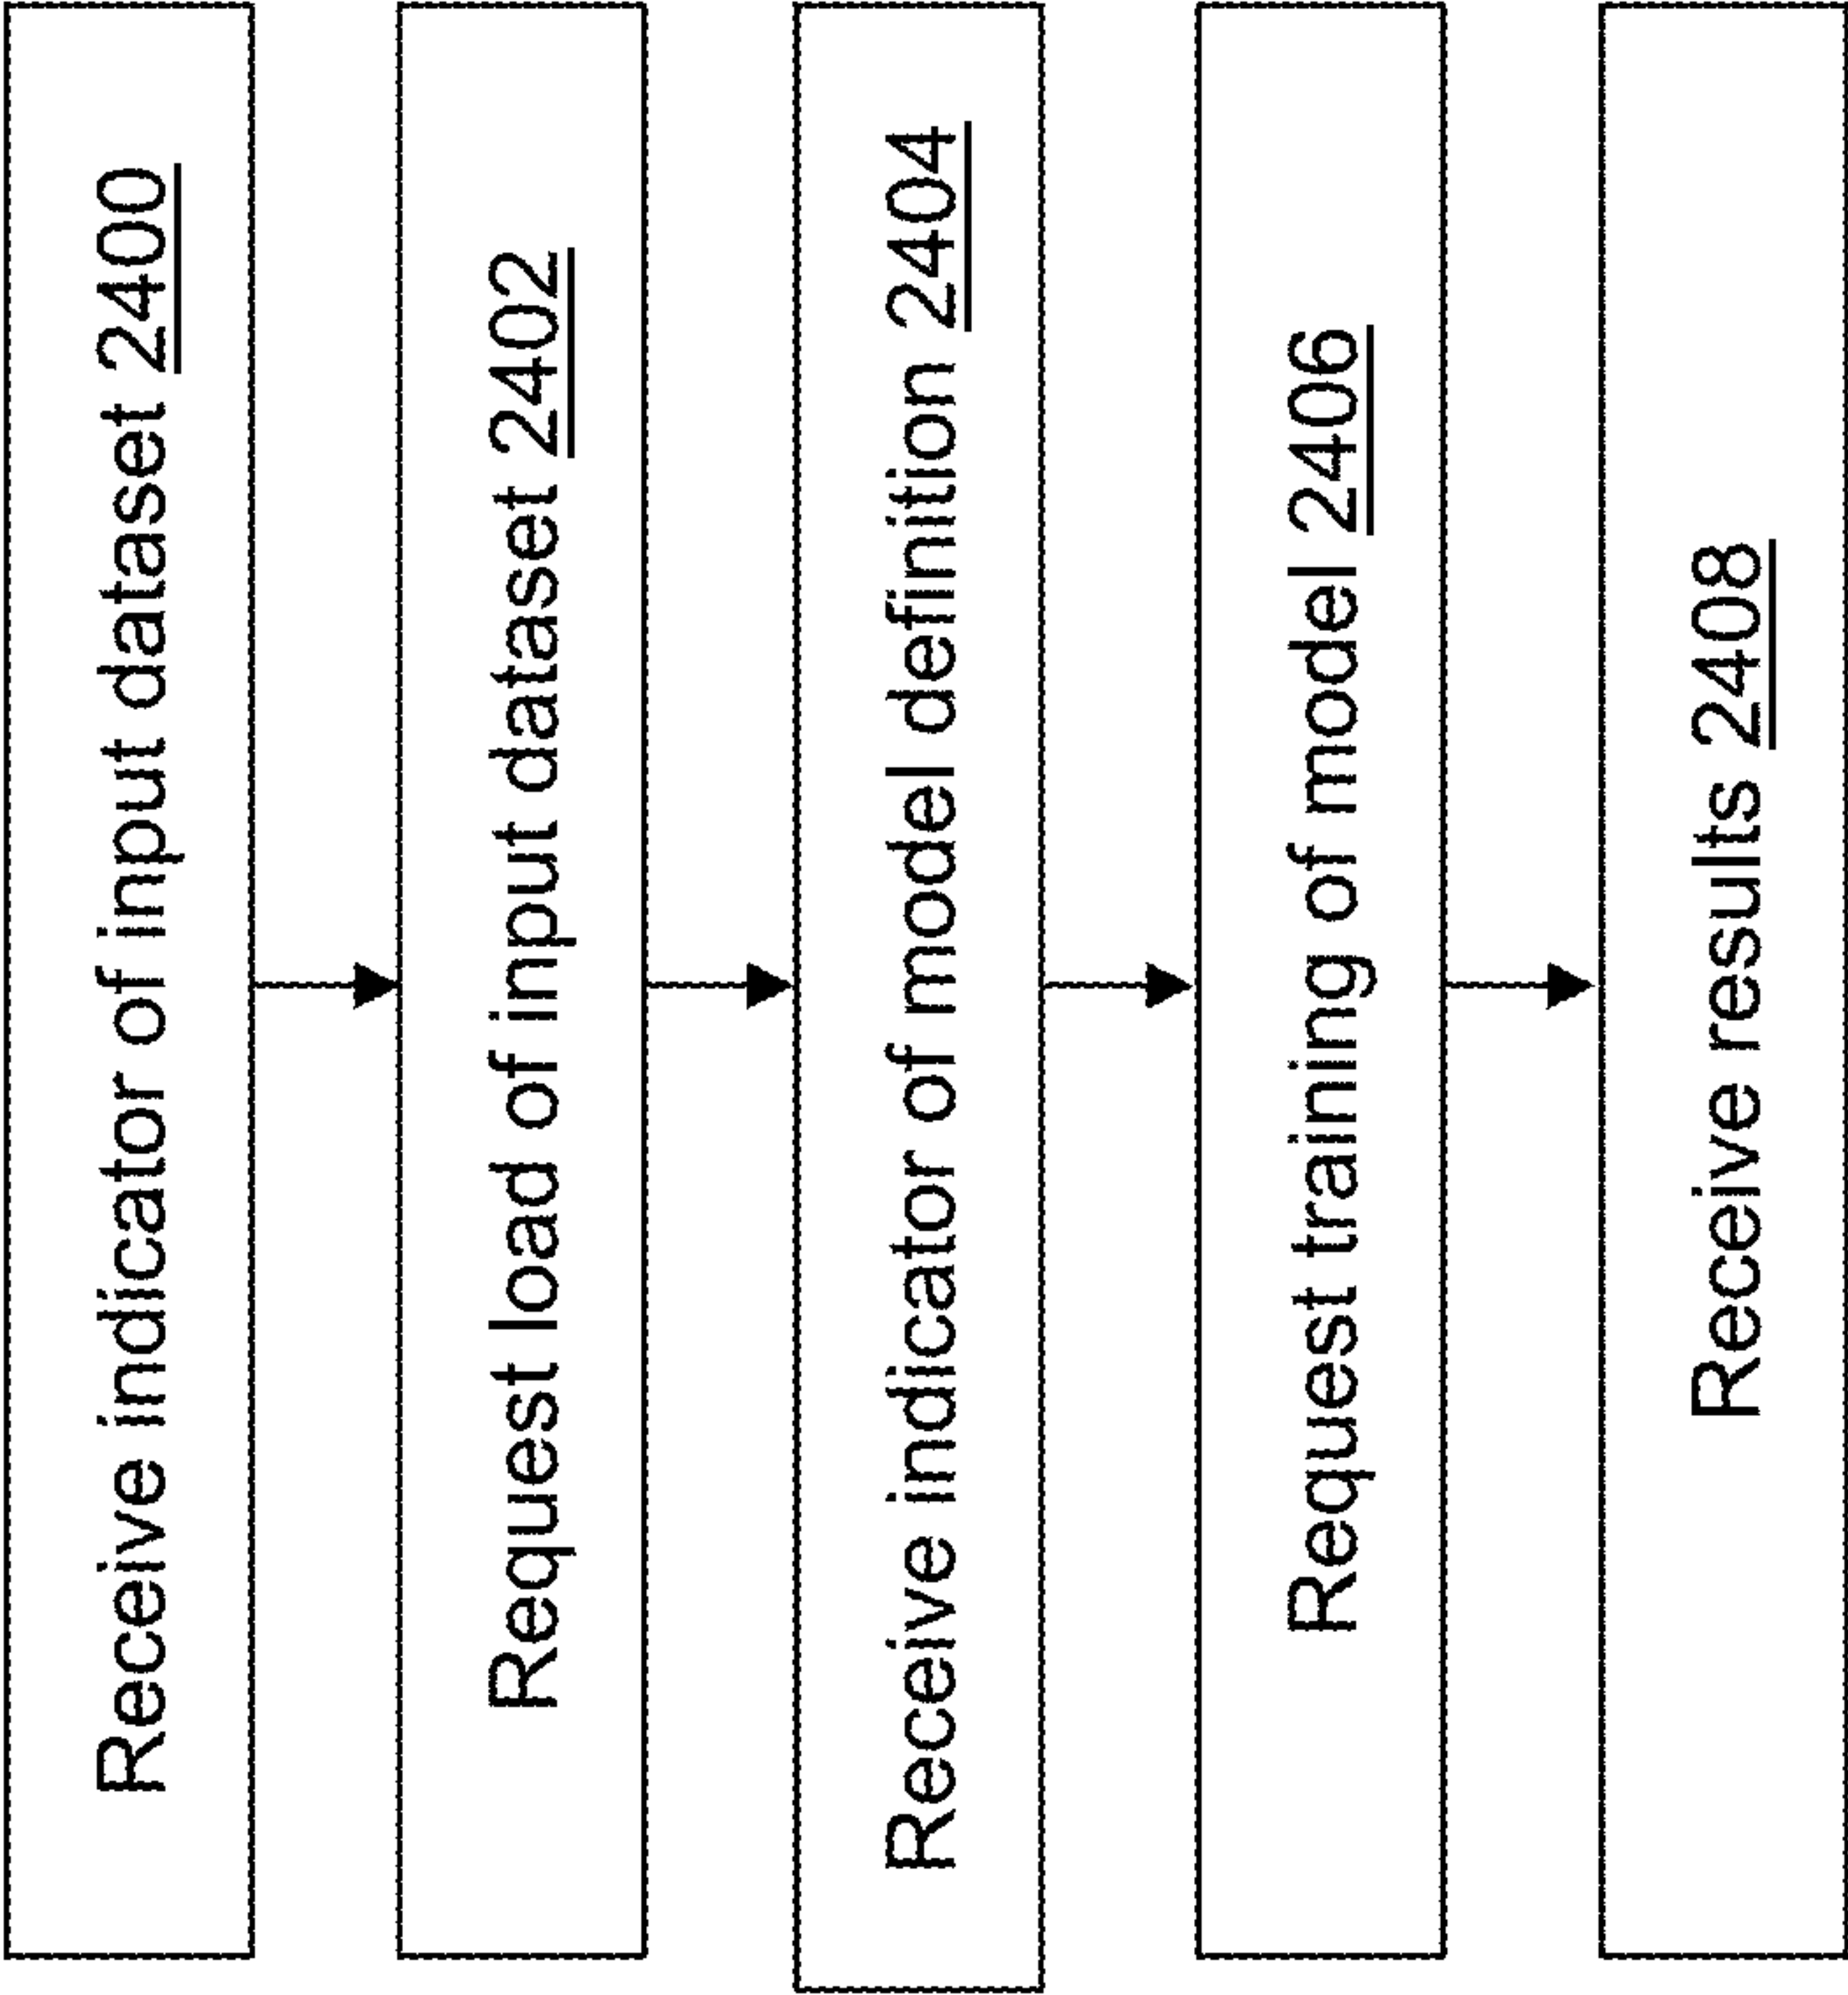 Receive indicator of input dataset 2400
Request load of input dataset 2402
Receive indicator of model definition 2404
Request training of model 2406
Receive results 2408